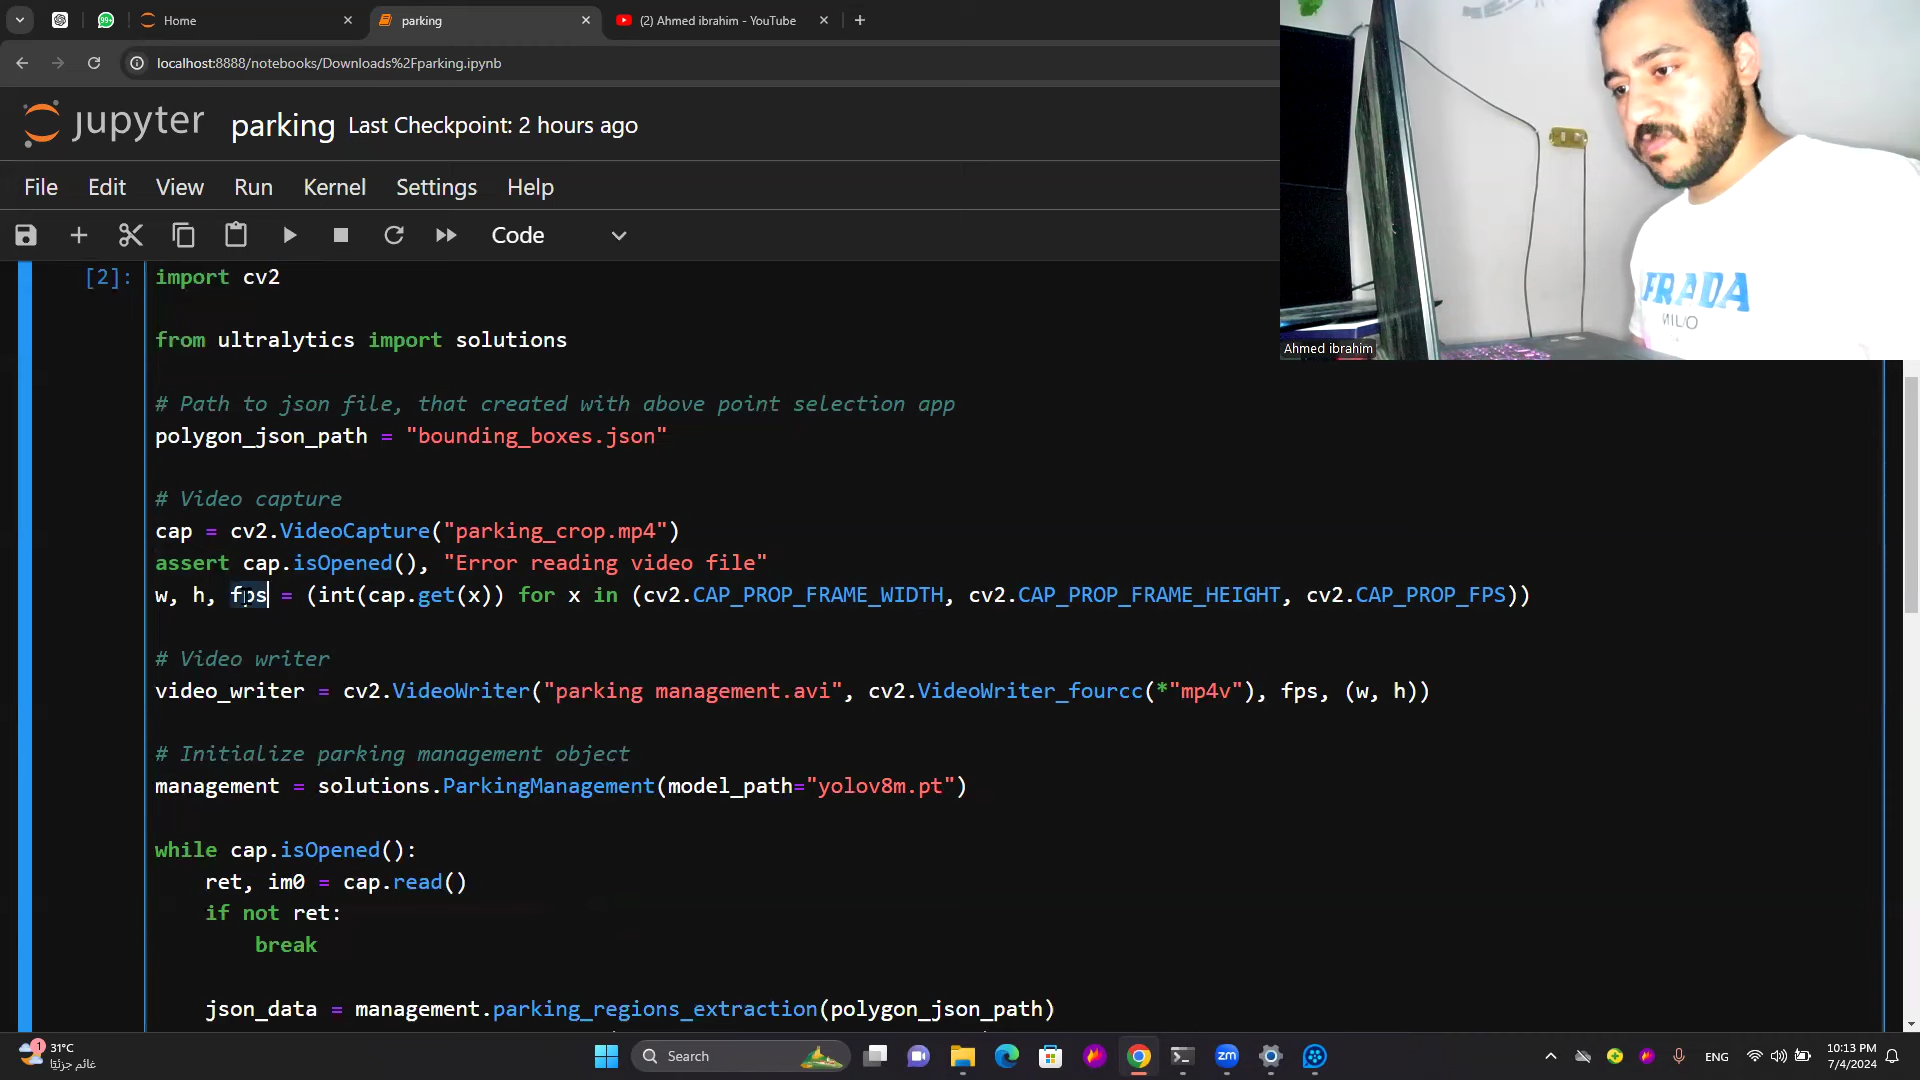 Home
parking
(2) Ahmed ibrahim - YouTube
localhost:8888/notebooks/Downloads%2Fparking.ipynb
jupyter parking Last Checkpoint: 2 hours ago
File Edit View Run Kernel Settings Help
Code
[2]: import cv2
from ultralytics import solutions
# Path to json file, that created with above point selection app
polygon_json_path = "bounding_boxes.json"
# Video capture
cap = cv2.VideoCapture("parking_crop.mp4")
assert cap.isOpened(), "Error reading video file"
w, h, fps = (int(cap.get(x)) for x in (cv2.CAP_PROP_FRAME_WIDTH, cv2.CAP_PROP_FRAME_HEIGHT, cv2.CAP_PROP_FPS))
# Video writer
video_writer = cv2.VideoWriter("parking management.avi", cv2.VideoWriter_fourcc(*"mp4v"), fps, (w, h))
# Initialize parking management object
management = solutions.ParkingManagement(model_path="yolov8m.pt")
while cap.isOpened():
ret, im0 = cap.read()
if not ret:
break
json_data = management.parking_regions_extraction(polygon_json_path)
Ahmed ibrahim
99+
1
31°C
غائم جزئيًا
Search
zm
ENG
10:13 PM
7/4/2024